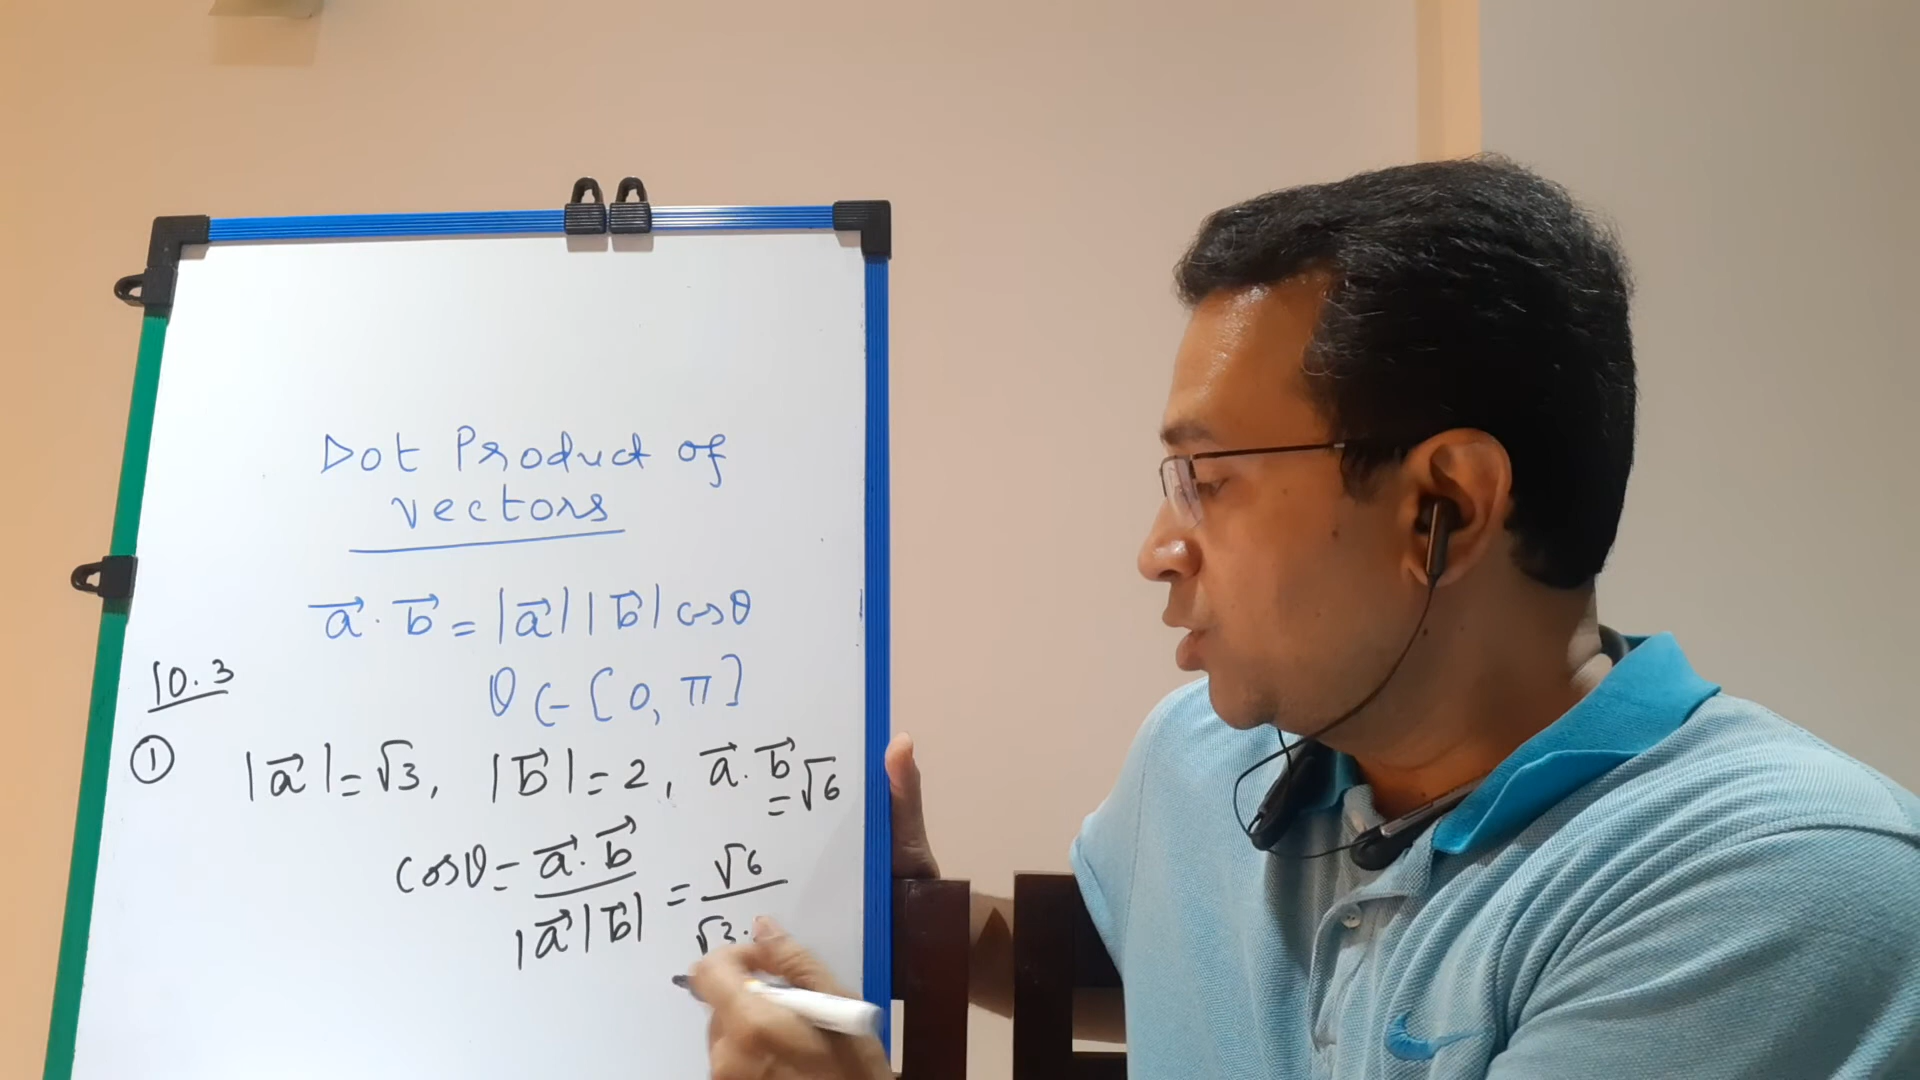 Dot Product of
vectors
a⃗ . b⃗ = |a⃗| |b⃗| cosθ
θ ∈ [0, π]
10.3
① |a⃗| = √3, |b⃗| = 2, a⃗ . b⃗ = √6
cosθ = a⃗ . b⃗ / |a⃗| |b⃗| = √6 / √3 .